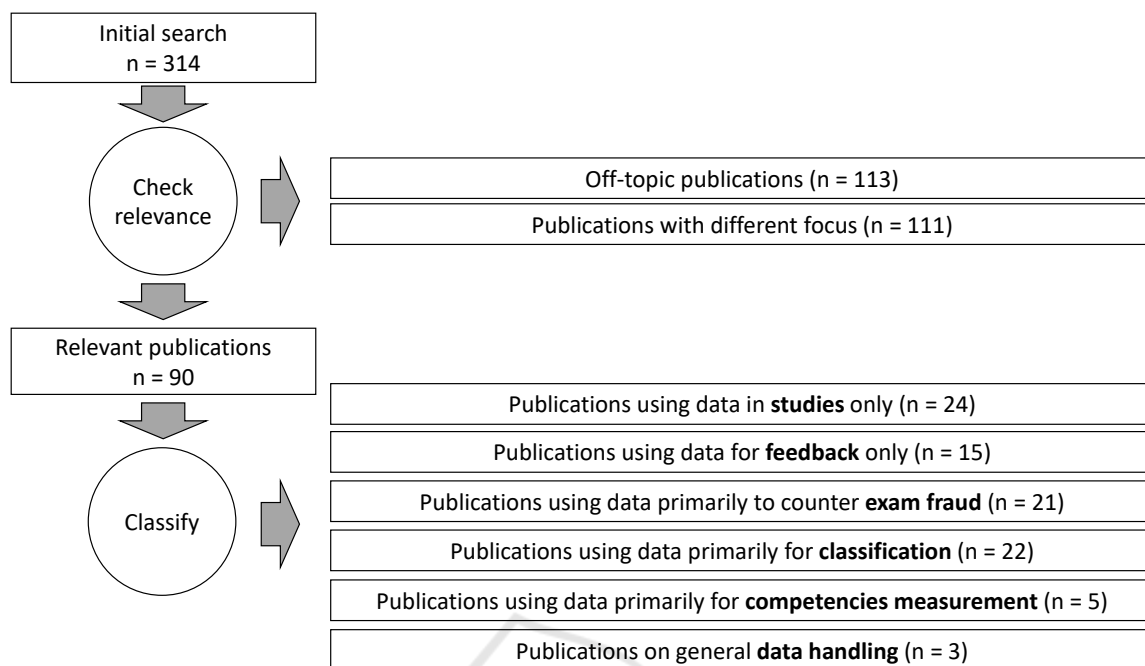 Initial search
n = 314
Check
relevance
Off-topic publications (n = 113)
Publications with different focus (n = 111)
Relevant publications
n = 90
Classify
Publications using data in studies only (n = 24)
Publications using data for feedback only (n = 15)
Publications using data primarily to counter exam fraud (n = 21)
Publications using data primarily for classification (n = 22)
Publications using data primarily for competencies measurement (n = 5)
Publications on general data handling (n = 3)